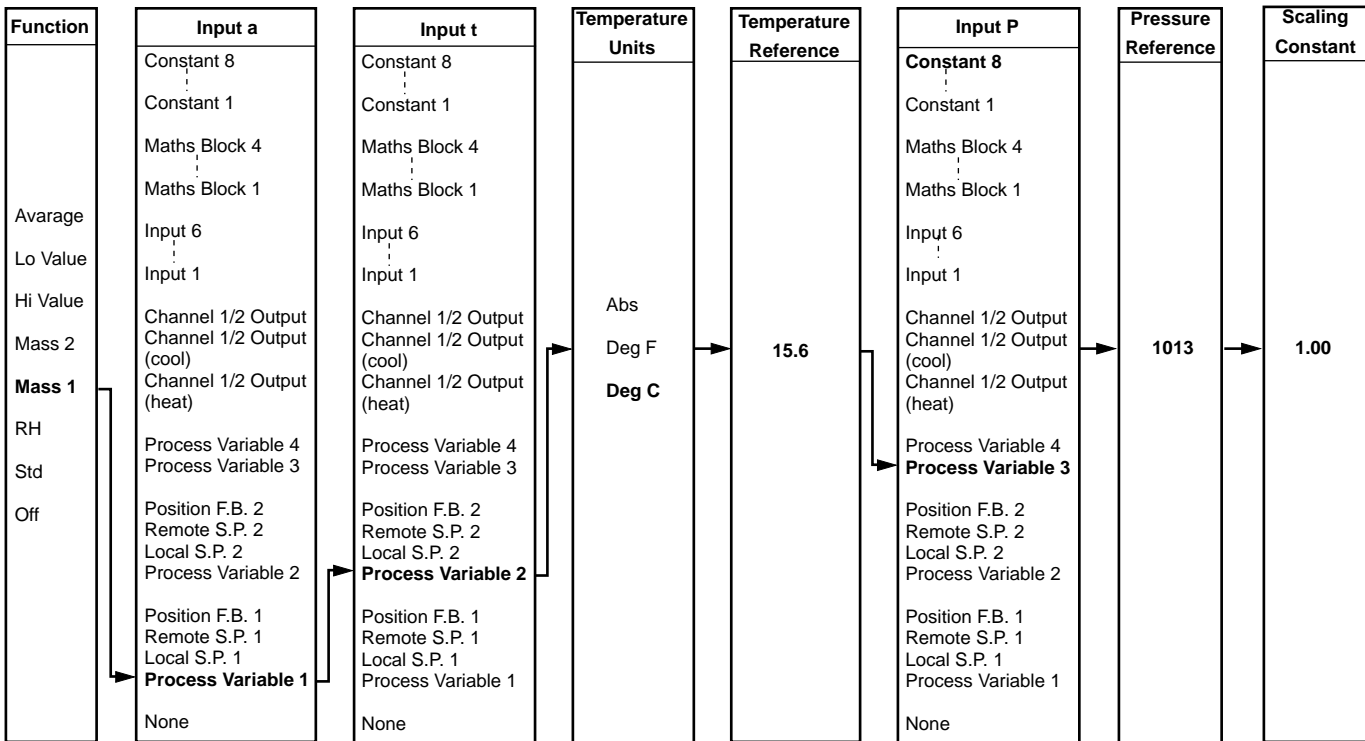 Function
Avarage
Lo Value
Hi Value
Mass 2
Mass 1
RH
Std
Off
Input a
Constant 8
Constant 1
Maths Block 4
Maths Block 1
Input 6
Input 1
Channel 1/2 Output
Channel 1/2 Output
(cool)
Channel 1/2 Output
(heat)
Process Variable 4
Process Variable 3
Position F.B. 2
Remote S.P. 2
Local S.P. 2
Process Variable 2
Position F.B. 1
Remote S.P. 1
Local S.P. 1
Process Variable 1
None
Input t
Constant 8
Constant 1
Maths Block 4
Maths Block 1
Input 6
Input 1
Channel 1/2 Output
Channel 1/2 Output
(cool)
Channel 1/2 Output
(heat)
Process Variable 4
Process Variable 3
Position F.B. 2
Remote S.P. 2
Local S.P. 2
Process Variable 2
Position F.B. 1
Remote S.P. 1
Local S.P. 1
Process Variable 1
None
Temperature
Units
Abs
Deg F
Deg C
Temperature
Reference
15.6
Input P
Constant 8
Constant 1
Maths Block 4
Maths Block 1
Input 6
Input 1
Channel 1/2 Output
Channel 1/2 Output
(cool)
Channel 1/2 Output
(heat)
Process Variable 4
Process Variable 3
Position F.B. 2
Remote S.P. 2
Local S.P. 2
Process Variable 2
Position F.B. 1
Remote S.P. 1
Local S.P. 1
Process Variable 1
None
Pressure
Reference
1013
Scaling
Constant
1.00